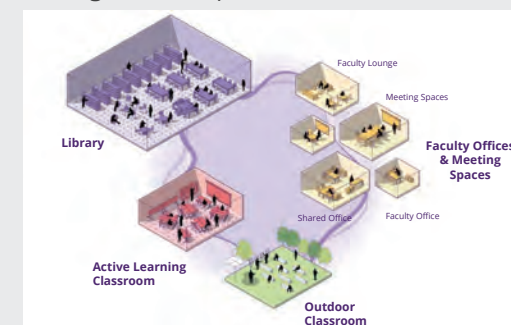 Faculty Lounge
Meeting Spaces
Library
Faculty Offices
& Meeting
Spaces
Shared Office
Faculty Office
Active Learning
Classroom
Outdoor
Classroom